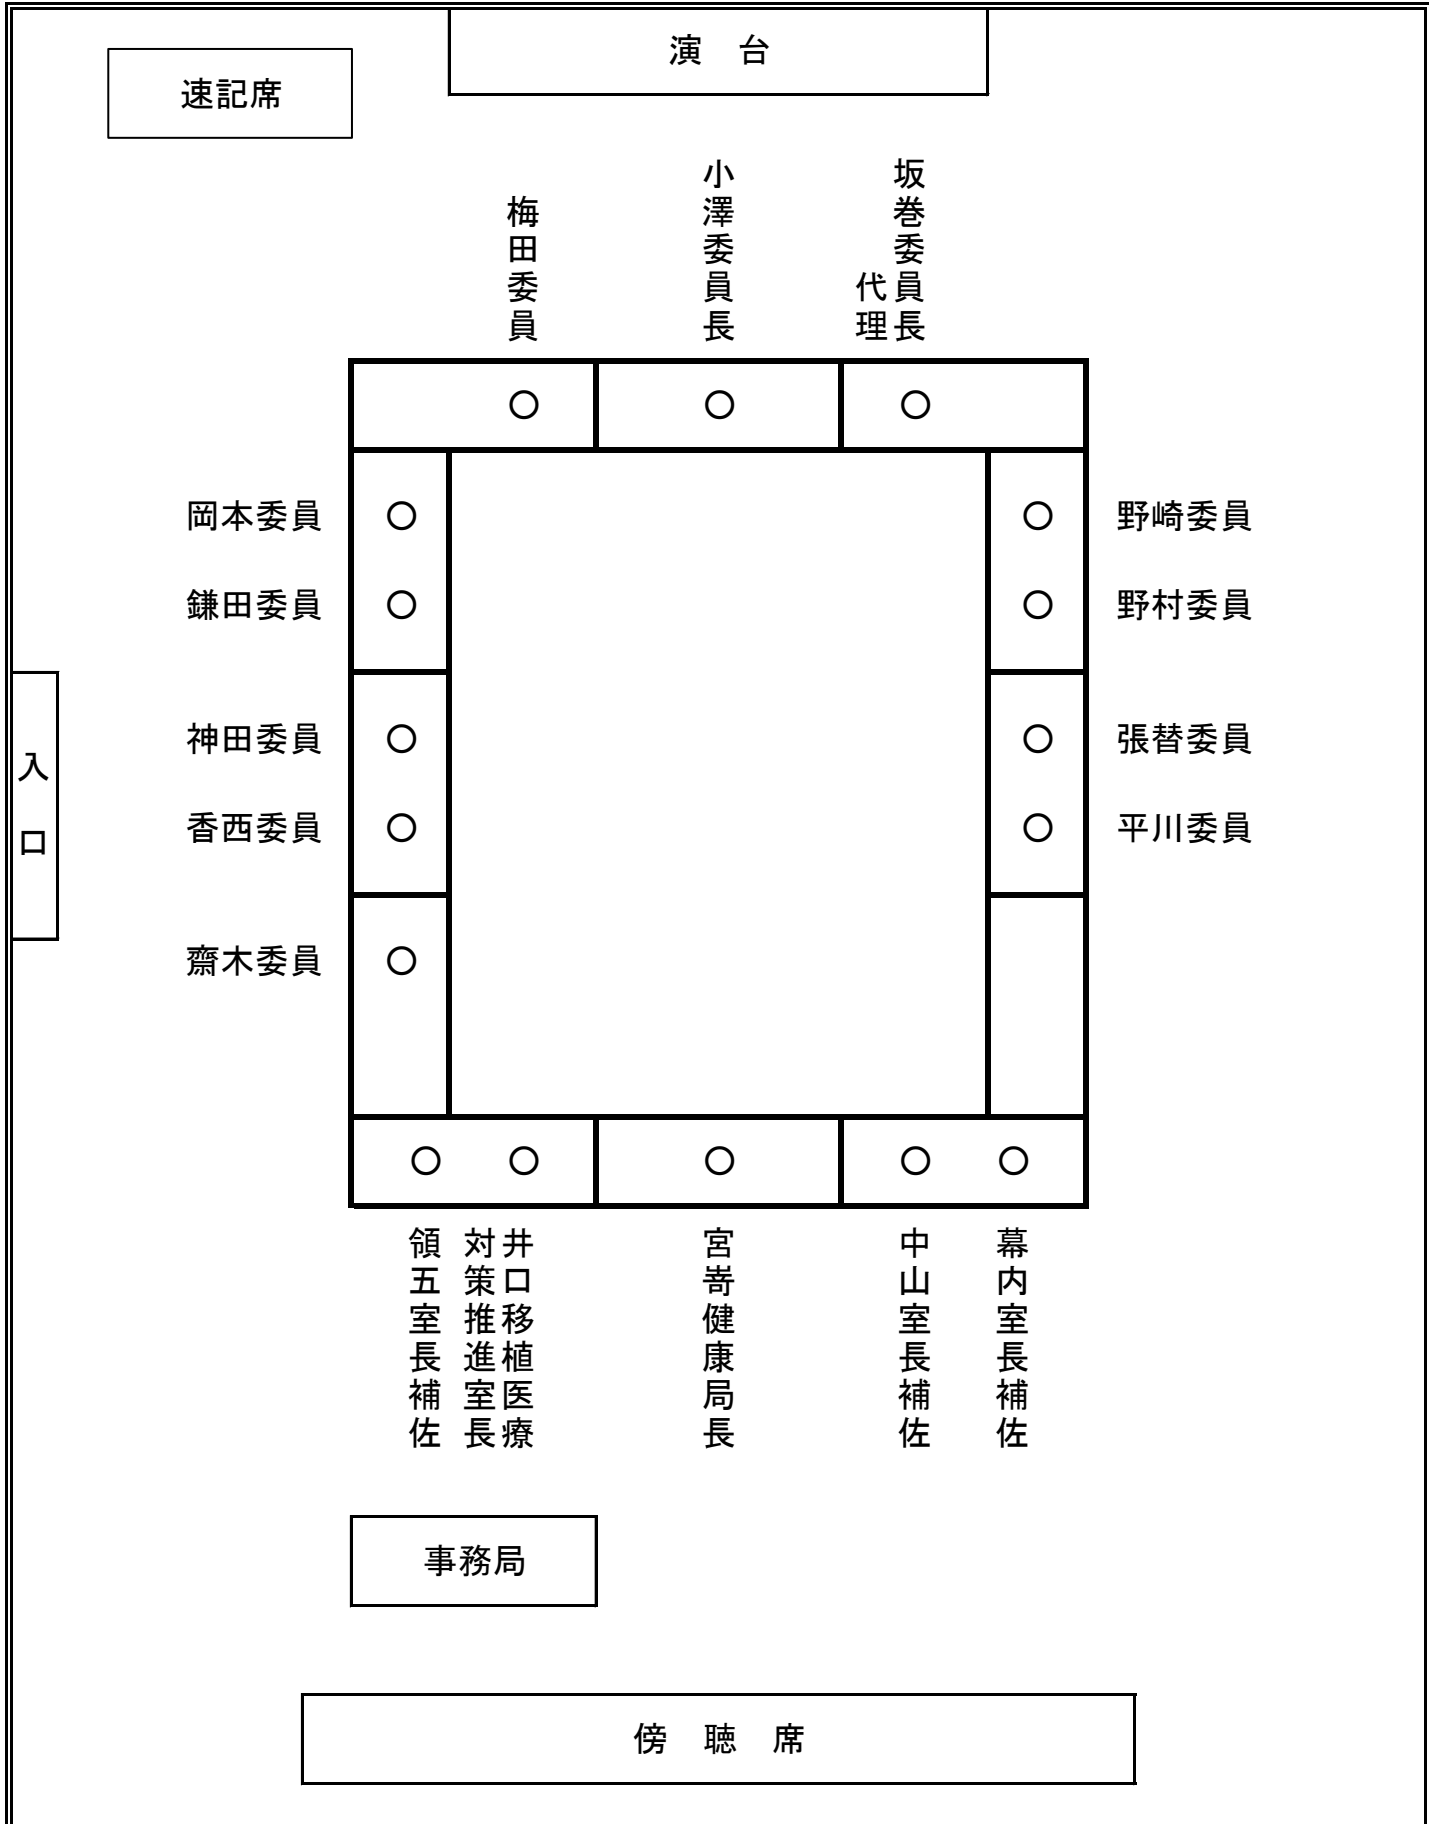 演　台
速記席
坂巻委員長
代理
小澤委員長
梅田委員
岡本委員
野崎委員
鎌田委員
野村委員
神田委員
張替委員
入口
香西委員
平川委員
齋木委員
幕内室長補佐
中山室長補佐
宮嵜健康局長
井口移植医療
対策推進室長
領五室長補佐
事務局
傍　聴　席